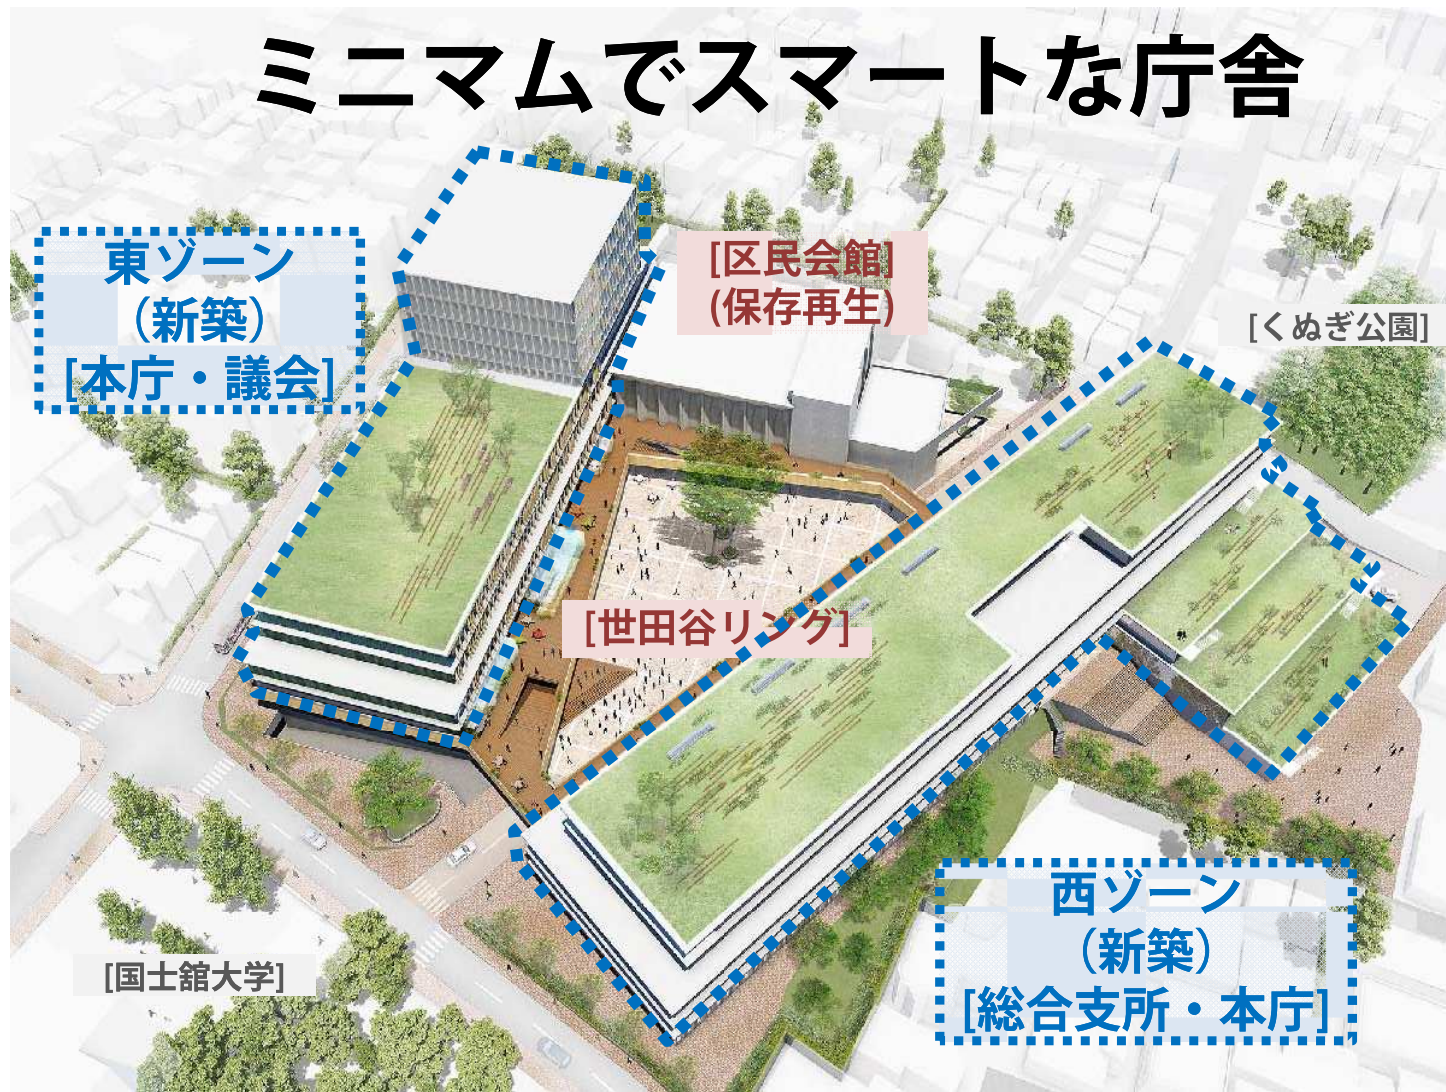 ミニマムでスマートな庁舎
東ゾーン
（新築）
[本庁・議会]
[区民会館]
(保存再生)
[くぬぎ公園]
[世田谷リング]
西ゾーン
（新築）
[総合支所・本庁]
[国士舘大学]